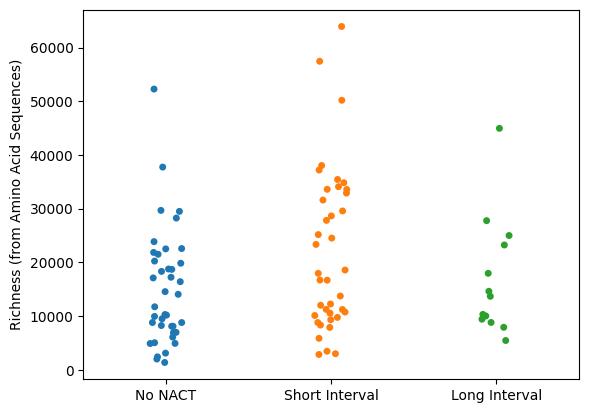 60000
50000
40000
30000
20000
10000
0
Richness (from Amino Acid Sequences)
No NACT
Short Interval
Long Interval